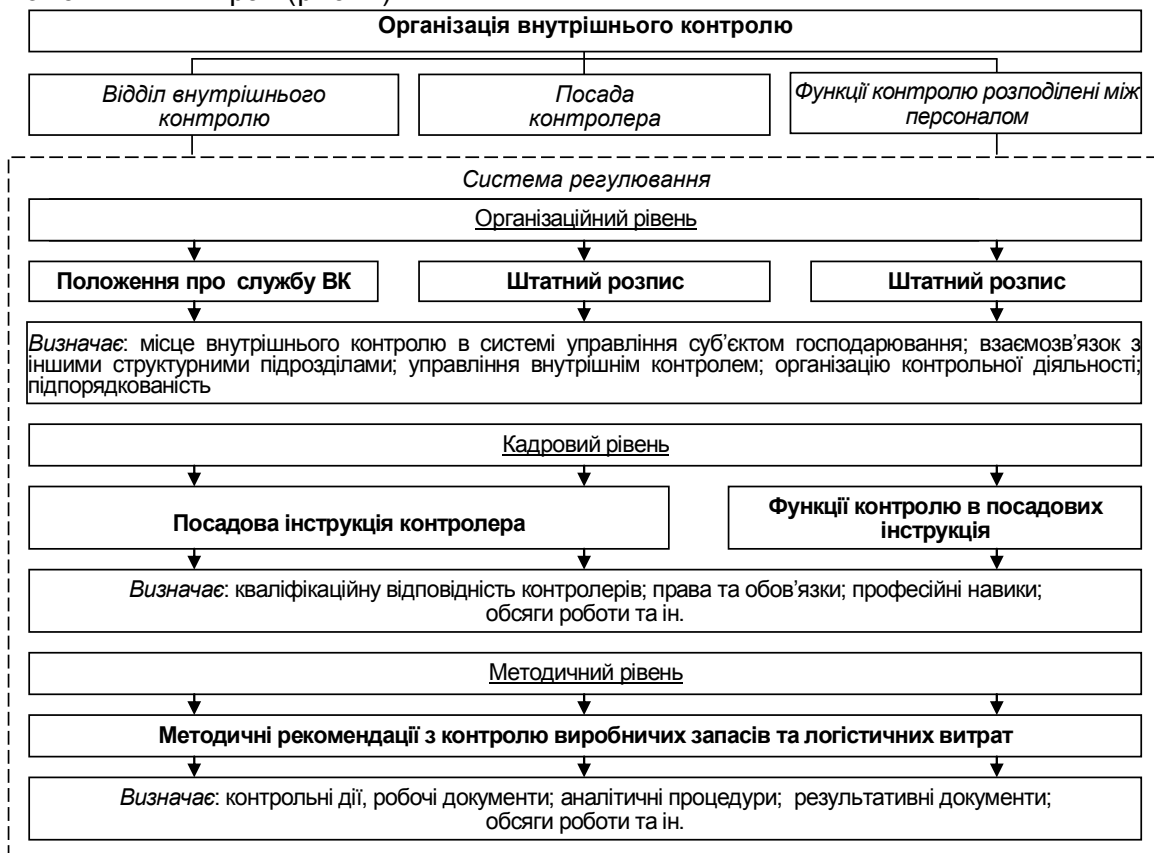 Організація внутрішнього контролю
Відділ внутрішнього
контролю
Посада
контролера
Функції контролю розподілені між
персоналом
Система регулювання
Організаційний рівень
Положення про службу ВК
Штатний розпис
Штатний розпис
Визначає: місце внутрішнього контролю в системі управління суб’єктом господарювання; взаємозв’язок з
іншими структурними підрозділами; управління внутрішнім контролем; організацію контрольної діяльності;
підпорядкованість
Кадровий рівень
Посадова інструкція контролера
Функції контролю в посадових
інструкція
Визначає: кваліфікаційну відповідність контролерів; права та обов’язки; професійні навики;
обсяги роботи та ін.
Методичний рівень
Методичні рекомендації з контролю виробничих запасів та логістичних витрат
Визначає: контрольні дії, робочі документи; аналітичні процедури; результативні документи;
обсяги роботи та ін.